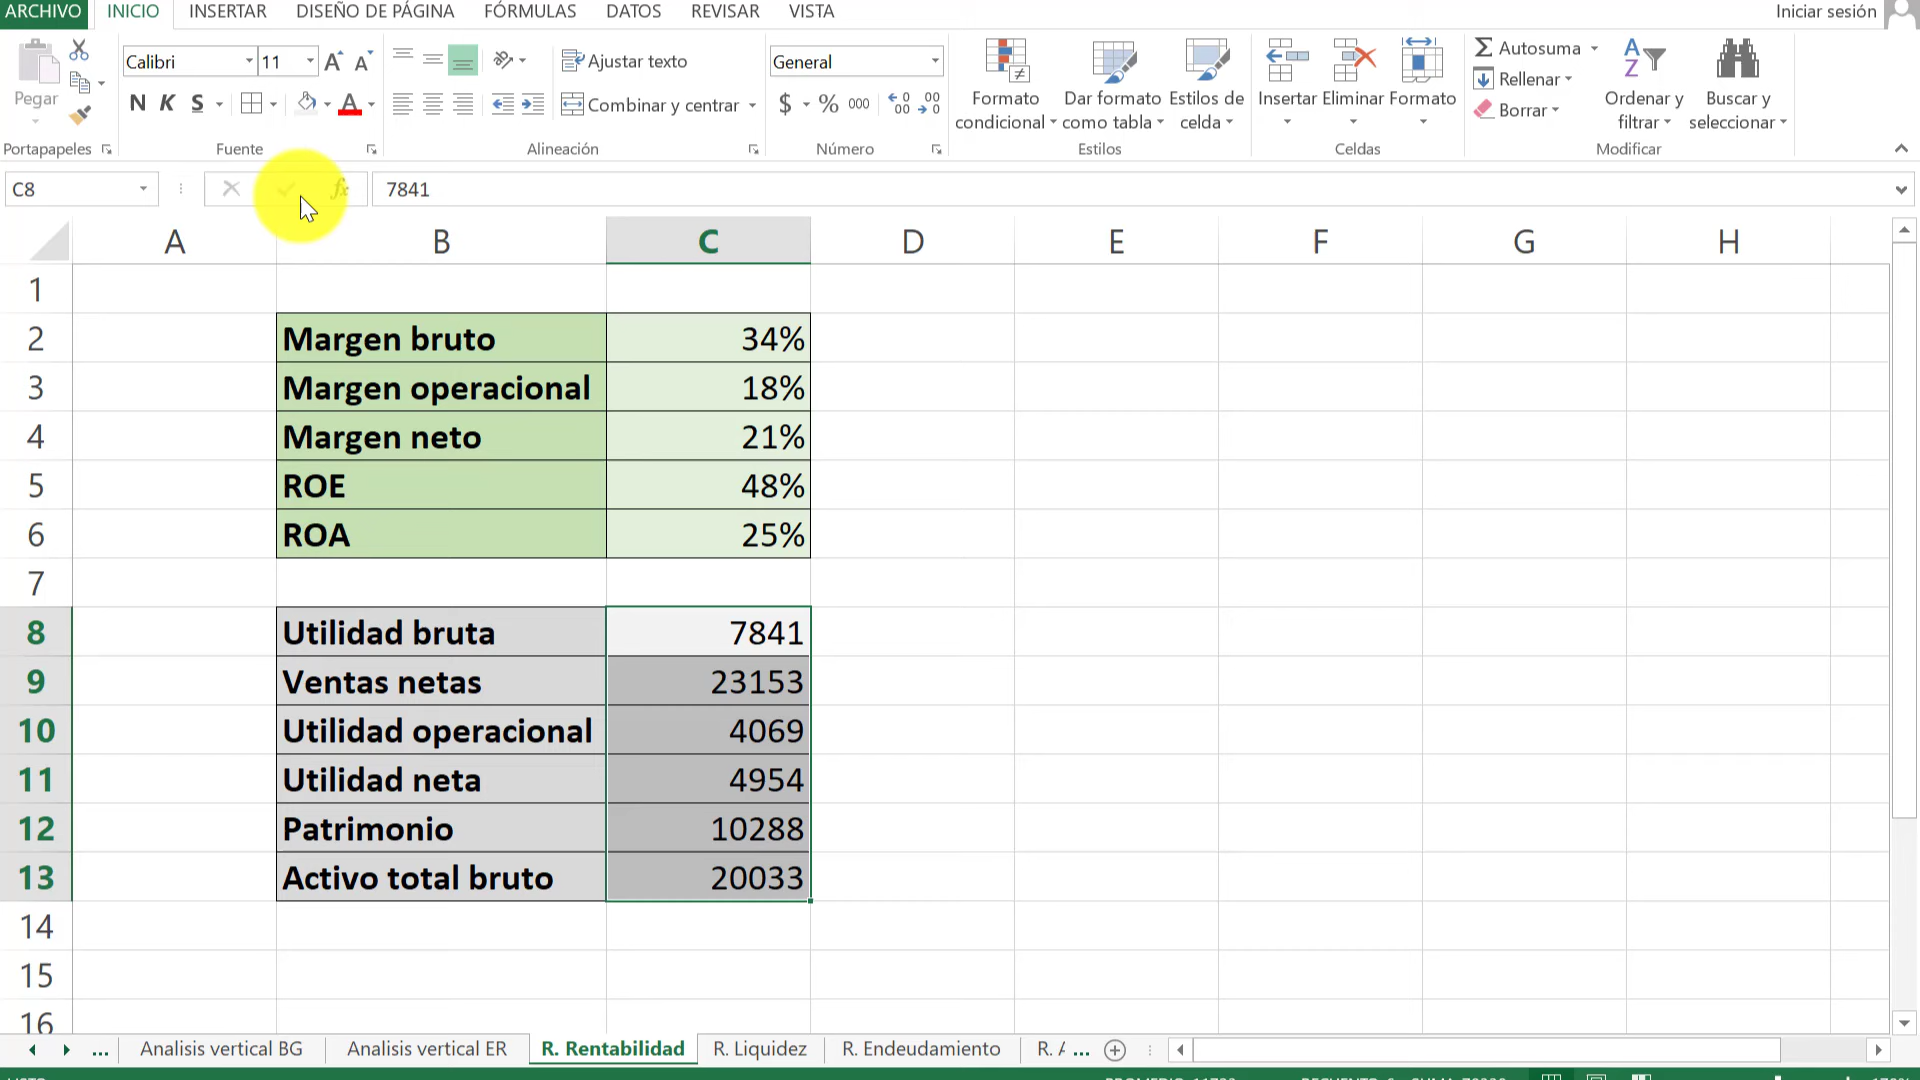 ARCHIVO INICIO INSERTAR DISEÑO DE PÁGINA FÓRMULAS DATOS REVISAR VISTA Iniciar sesión
Pegar
Portapapeles
Calibri 11
N K S
Fuente
Ajustar texto
Combinar y centrar
Alineación
General
$ % 000
Número
Formato condicional
Dar formato como tabla
Estilos de celda
Estilos
Insertar Eliminar Formato
Celdas
Autosuma
Rellenar
Borrar
Ordenar y filtrar
Buscar y seleccionar
Modificar
C8 fx 7841
A B C D E F G H
1
2 Margen bruto 34%
3 Margen operacional 18%
4 Margen neto 21%
5 ROE 48%
6 ROA 25%
7
8 Utilidad bruta 7841
9 Ventas netas 23153
10 Utilidad operacional 4069
11 Utilidad neta 4954
12 Patrimonio 10288
13 Activo total bruto 20033
14
15
16
... Analisis vertical BG Analisis vertical ER R. Rentabilidad R. Liquidez R. Endeudamiento R. A ...